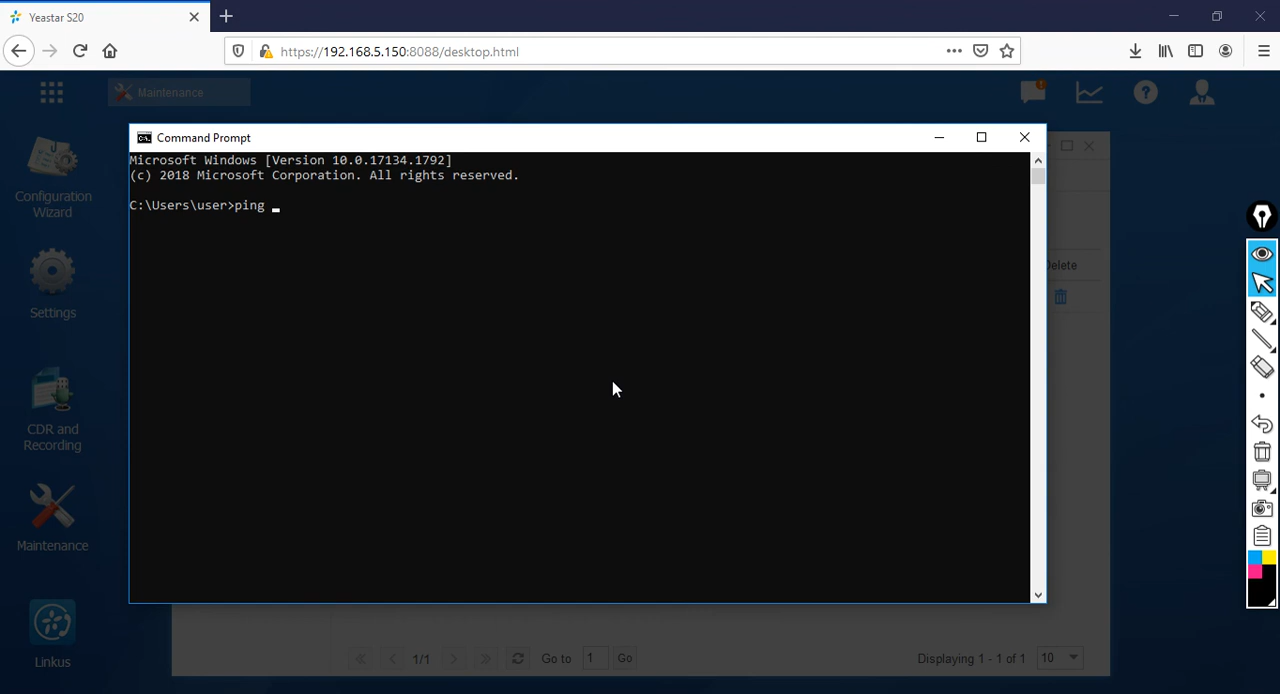 Yeastar S20
https://192.168.5.150:8088/desktop.html
Maintenance
Command Prompt
Microsoft Windows [Version 10.0.17134.1792]
(c) 2018 Microsoft Corporation. All rights reserved.
C:\Users\user>ping
Configuration
Wizard
Settings
CDR and
Recording
Maintenance
Linkus
Delete
1/1
Go to
1
Go
Displaying 1 - 1 of 1
10